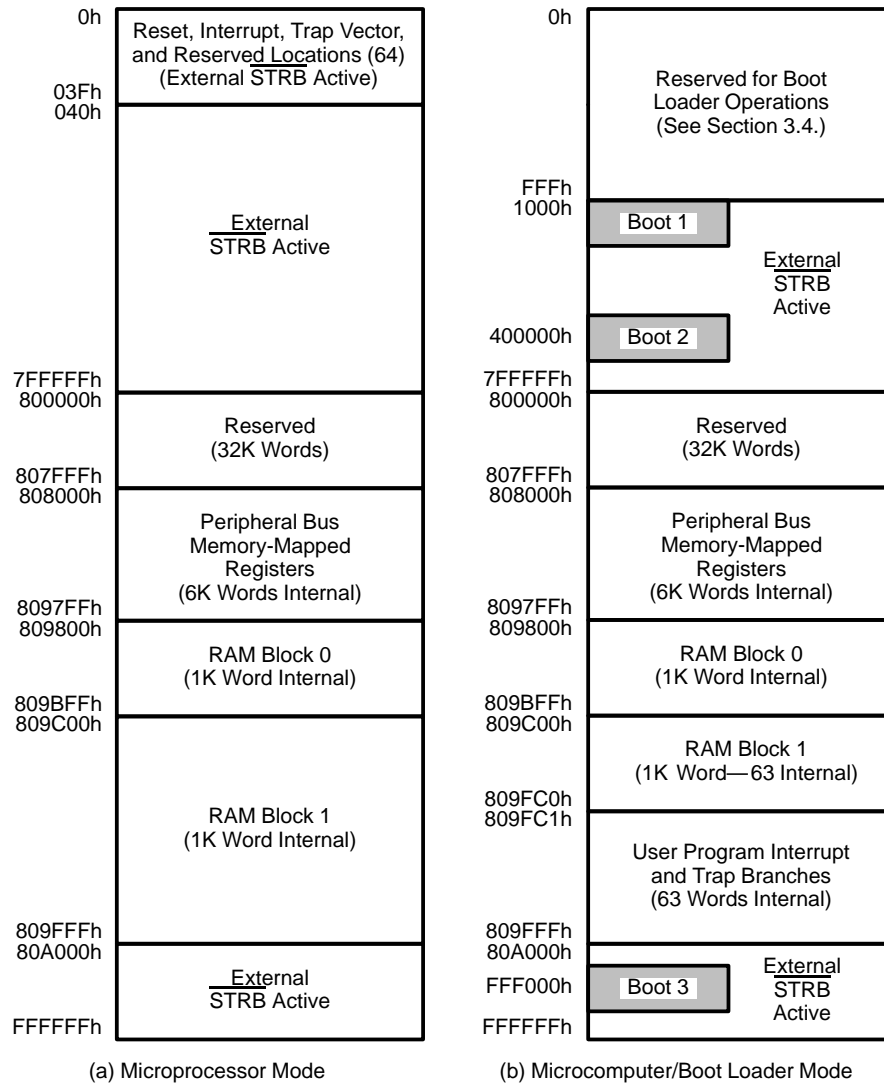 0h
Reset, Interrupt, Trap Vector,
and Reserved Locations (64)
(External STRB Active)
03Fh
040h
External
STRB Active
7FFFFFh
800000h
Reserved
(32K Words)
807FFFh
808000h
Peripheral Bus
Memory-Mapped
Registers
(6K Words Internal)
8097FFh
809800h
RAM Block 0
(1K Word Internal)
809BFFh
809C00h
RAM Block 1
(1K Word Internal)
809FFFh
80A000h
External
STRB Active
FFFFFFh
(a) Microprocessor Mode
0h
Reserved for Boot
Loader Operations
(See Section 3.4.)
FFFh
1000h
Boot 1
External
STRB
Active
400000h
Boot 2
7FFFFFh
800000h
Reserved
(32K Words)
807FFFh
808000h
Peripheral Bus
Memory-Mapped
Registers
(6K Words Internal)
8097FFh
809800h
RAM Block 0
(1K Word Internal)
809BFFh
809C00h
RAM Block 1
(1K Word—63 Internal)
809FC0h
809FC1h
User Program Interrupt
and Trap Branches
(63 Words Internal)
809FFFh
80A000h
External
STRB
Active
FFF000h
Boot 3
FFFFFFh
(b) Microcomputer/Boot Loader Mode